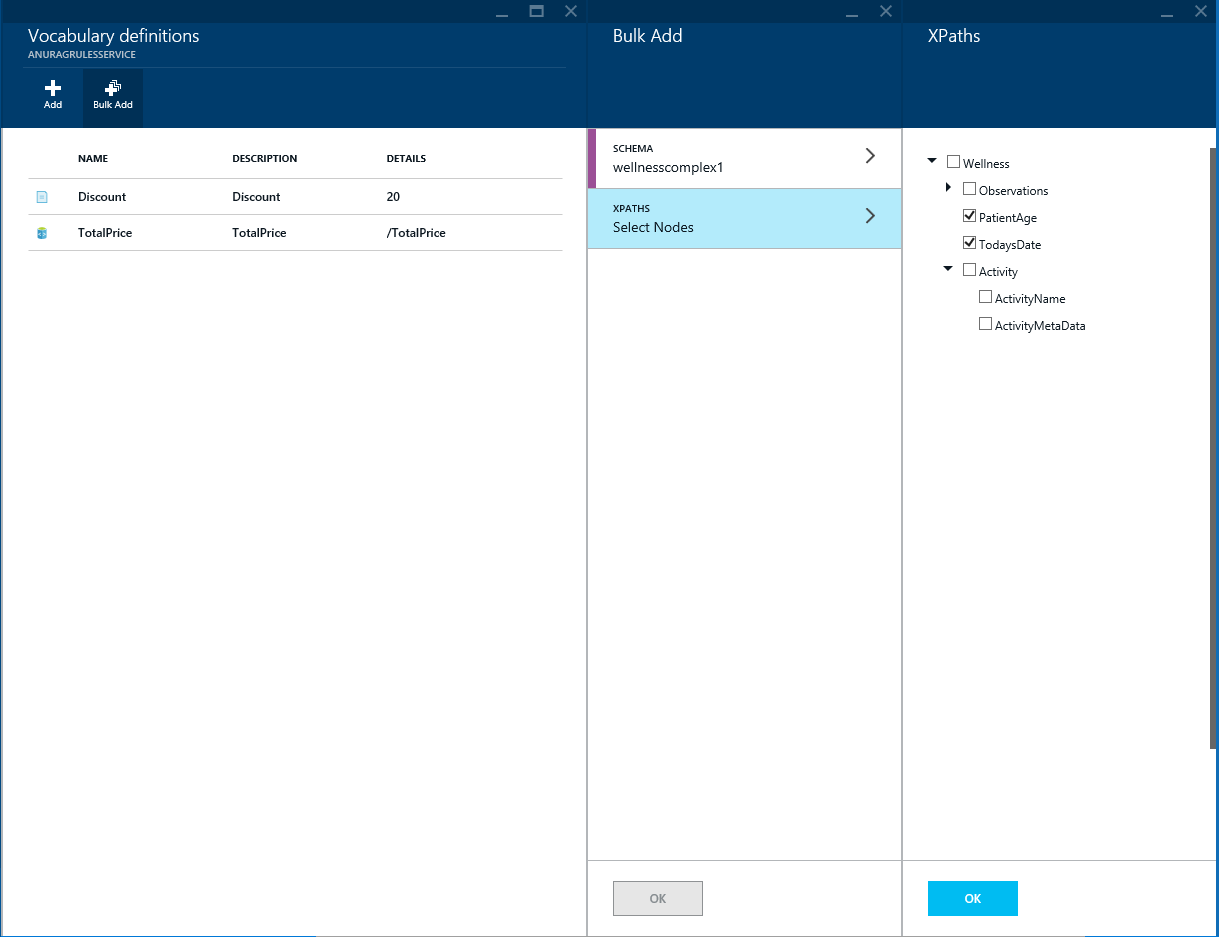 Vocabulary definitions
ANURAGRULESSERVICE
Add
Bulk Add
NAME DESCRIPTION DETAILS
Discount Discount 20
TotalPrice TotalPrice /TotalPrice
Bulk Add
SCHEMA
wellnesscomplex1
XPATHS
Select Nodes
OK
XPaths
Wellness
Observations
PatientAge
TodaysDate
Activity
ActivityName
ActivityMetaData
OK